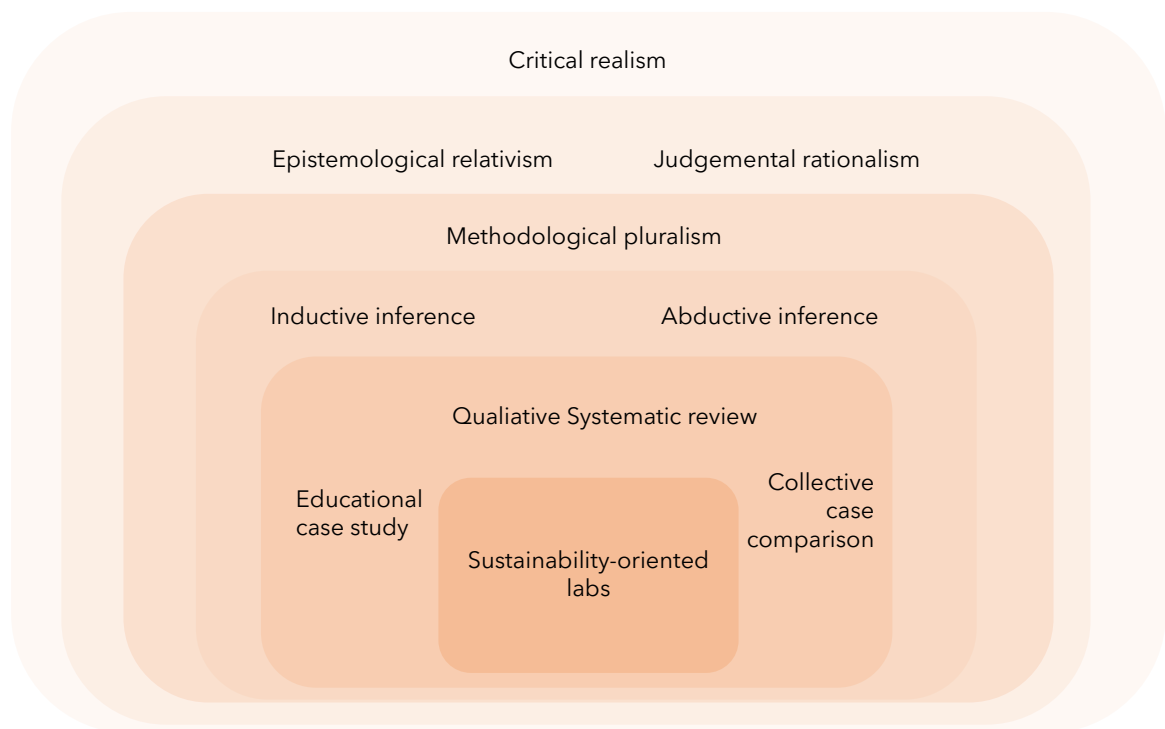 Critical realism
Epistemological relativism
Judgemental rationalism
Methodological pluralism
Inductive inference
Abductive inference
Qualiative Systematic review
Educational
case study
Collective
case
comparison
Sustainability-oriented
labs